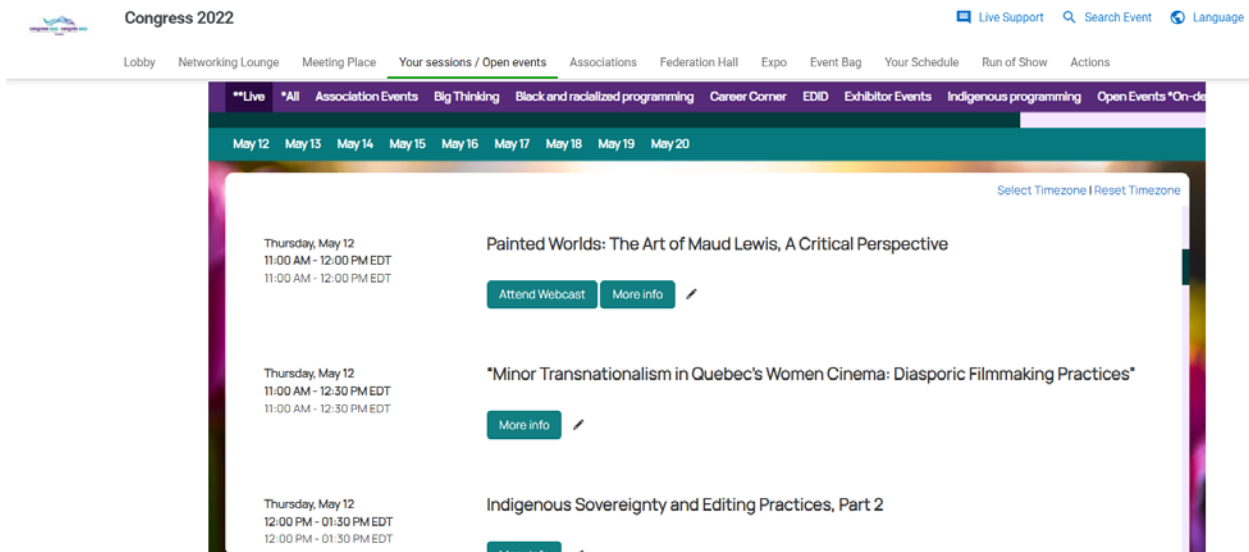 Congress 2022
Live Support Search Event Language
Lobby Networking Lounge Meeting Place Your sessions / Open events Associations Federation Hall Expo Event Bag Your Schedule Run of Show Actions
**Live *All Association Events Big Thinking Black and racialized programming Career Corner EDID Exhibitor Events Indigenous programming Open Events *On-de
May 12 May 13 May 14 May 15 May 16 May 17 May 18 May 19 May 20
Select Timezone | Reset Timezone
Thursday, May 12
11:00 AM - 12:00 PM EDT
11:00 AM - 12:00 PM EDT
Painted Worlds: The Art of Maud Lewis, A Critical Perspective
Attend Webcast More info
Thursday, May 12
11:00 AM - 12:30 PM EDT
11:00 AM - 12:30 PM EDT
"Minor Transnationalism in Quebec's Women Cinema: Diasporic Filmmaking Practices"
More info
Thursday, May 12
12:00 PM - 01:30 PM EDT
12:00 PM - 01:30 PM EDT
Indigenous Sovereignty and Editing Practices, Part 2
More info